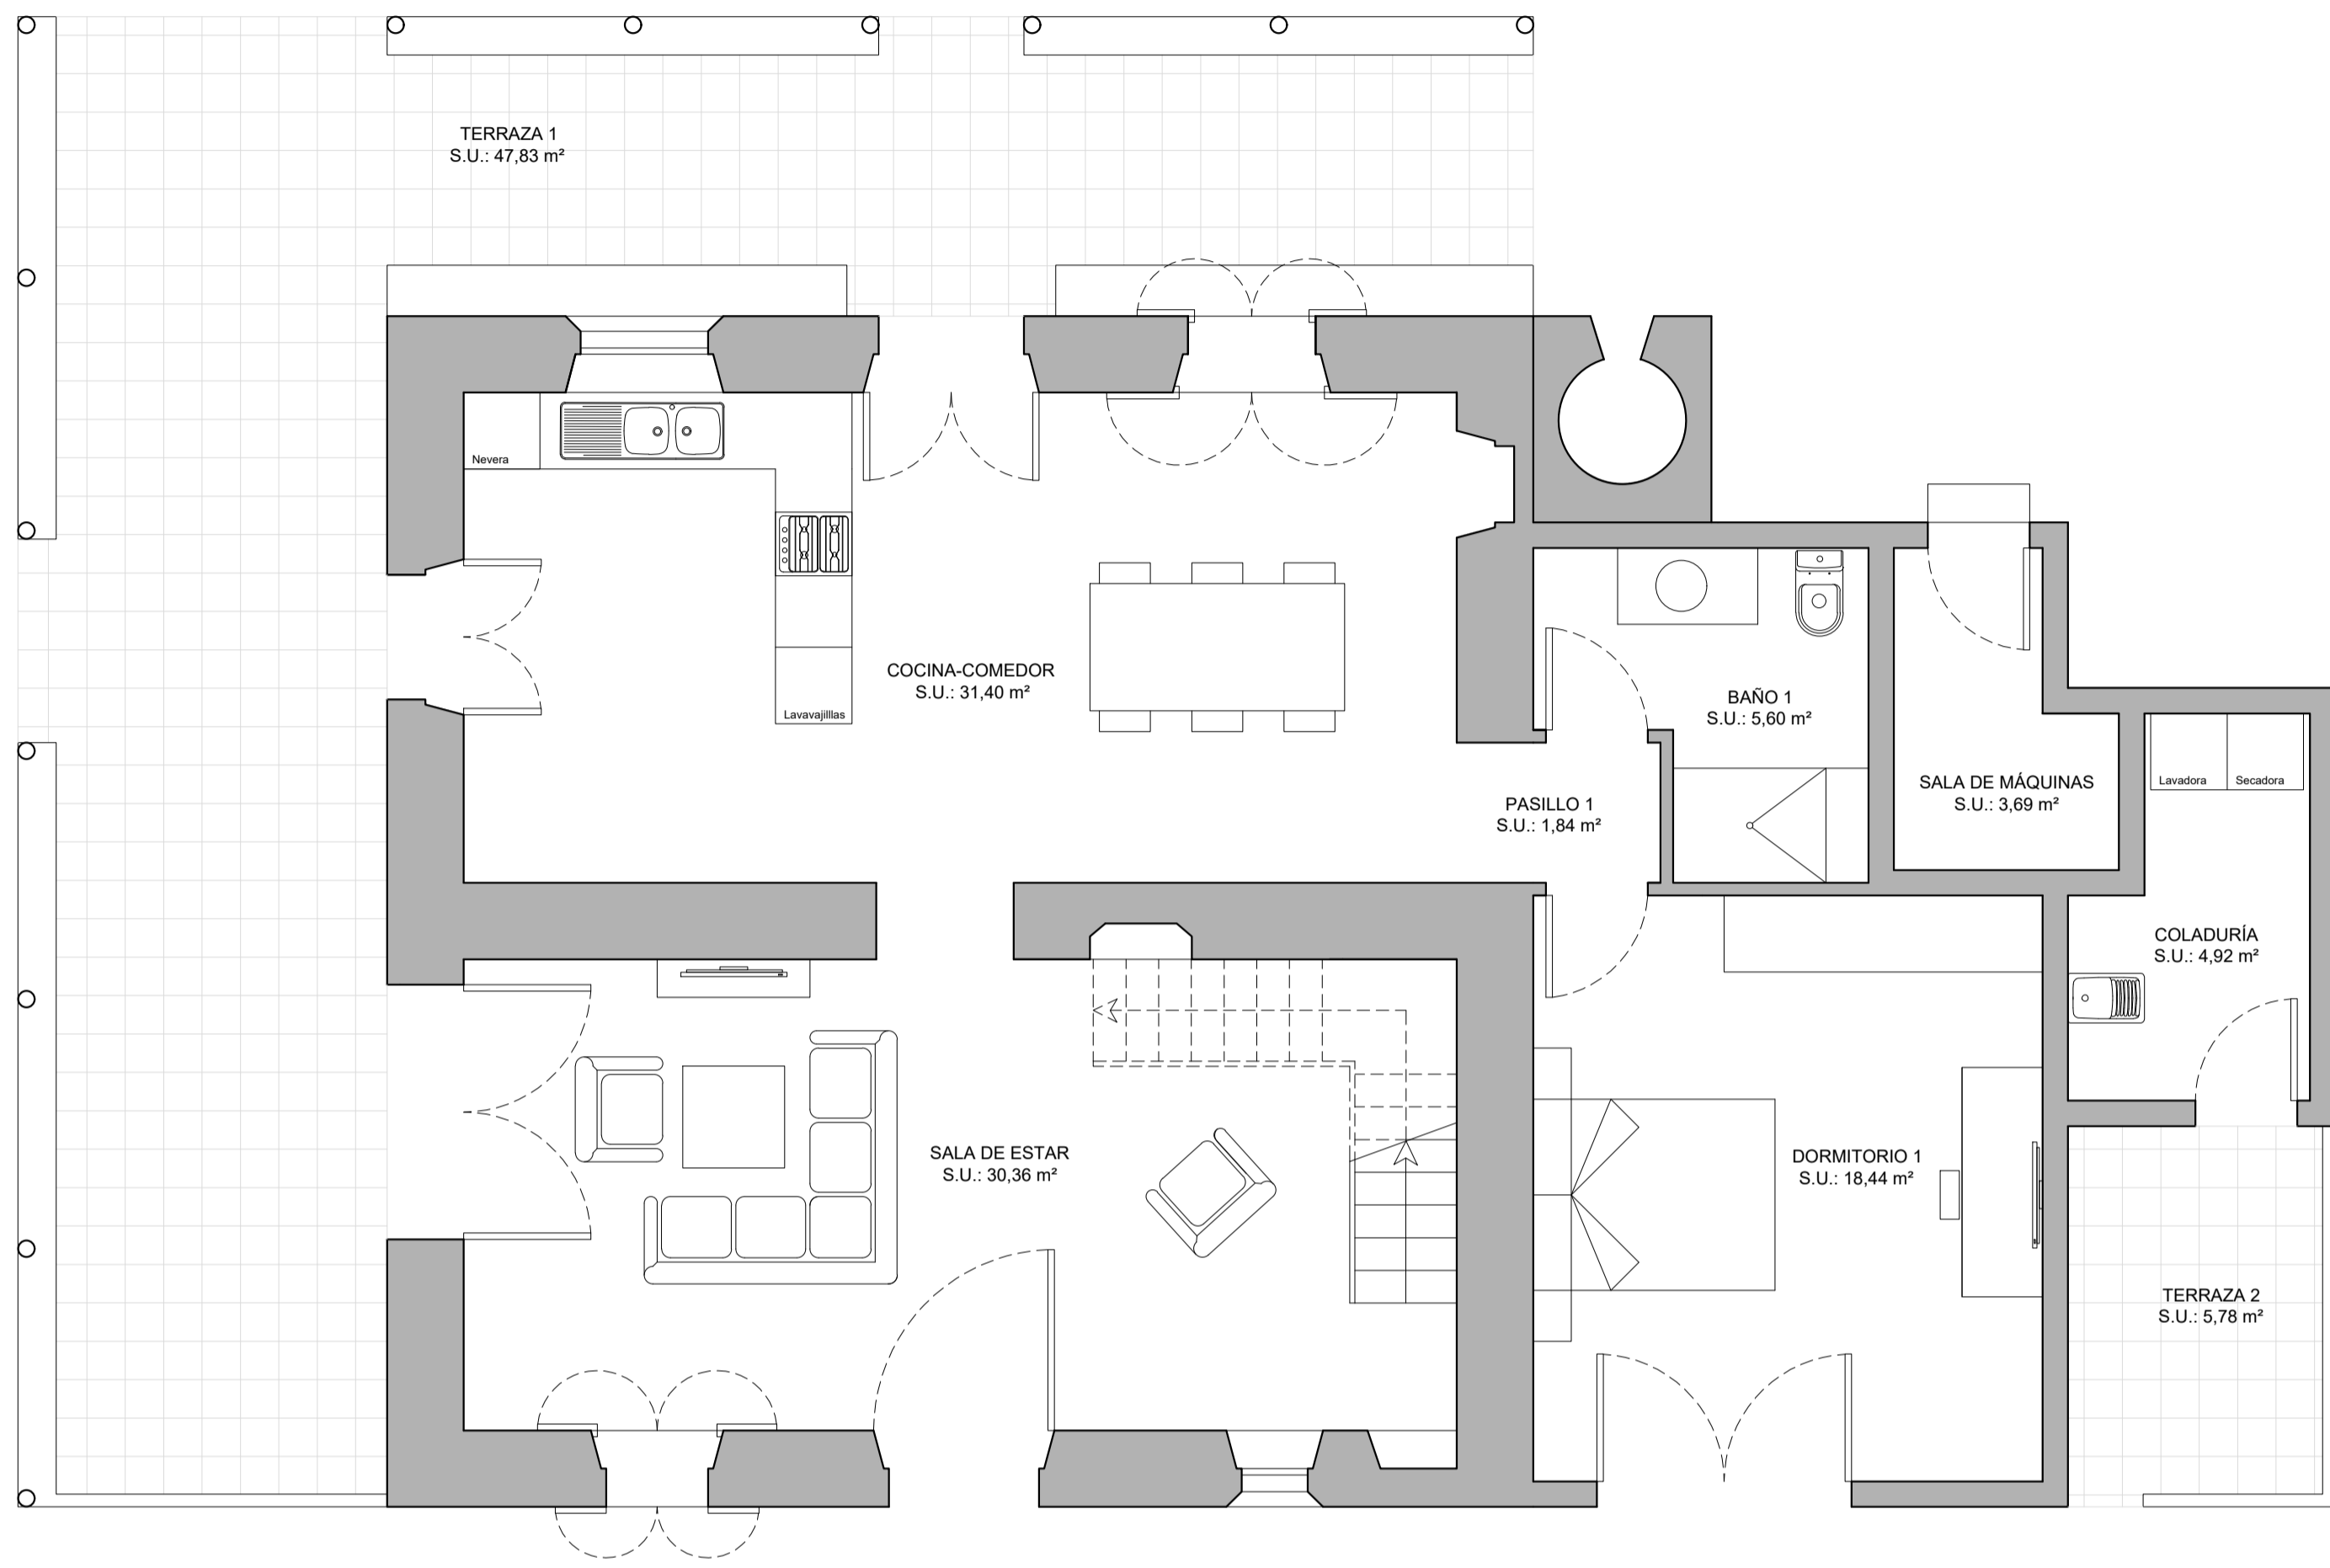 TERRAZA 1
S.U.: 47,83 m²
Nevera
COCINA-COMEDOR
S.U.: 31,40 m²
Lavavajilllas
BAÑO 1
S.U.: 5,60 m²
SALA DE MÁQUINAS
S.U.: 3,69 m²
Lavadora
Secadora
PASILLO 1
S.U.: 1,84 m²
COLADURÍA
S.U.: 4,92 m²
SALA DE ESTAR
S.U.: 30,36 m²
DORMITORIO 1
S.U.: 18,44 m²
TERRAZA 2
S.U.: 5,78 m²